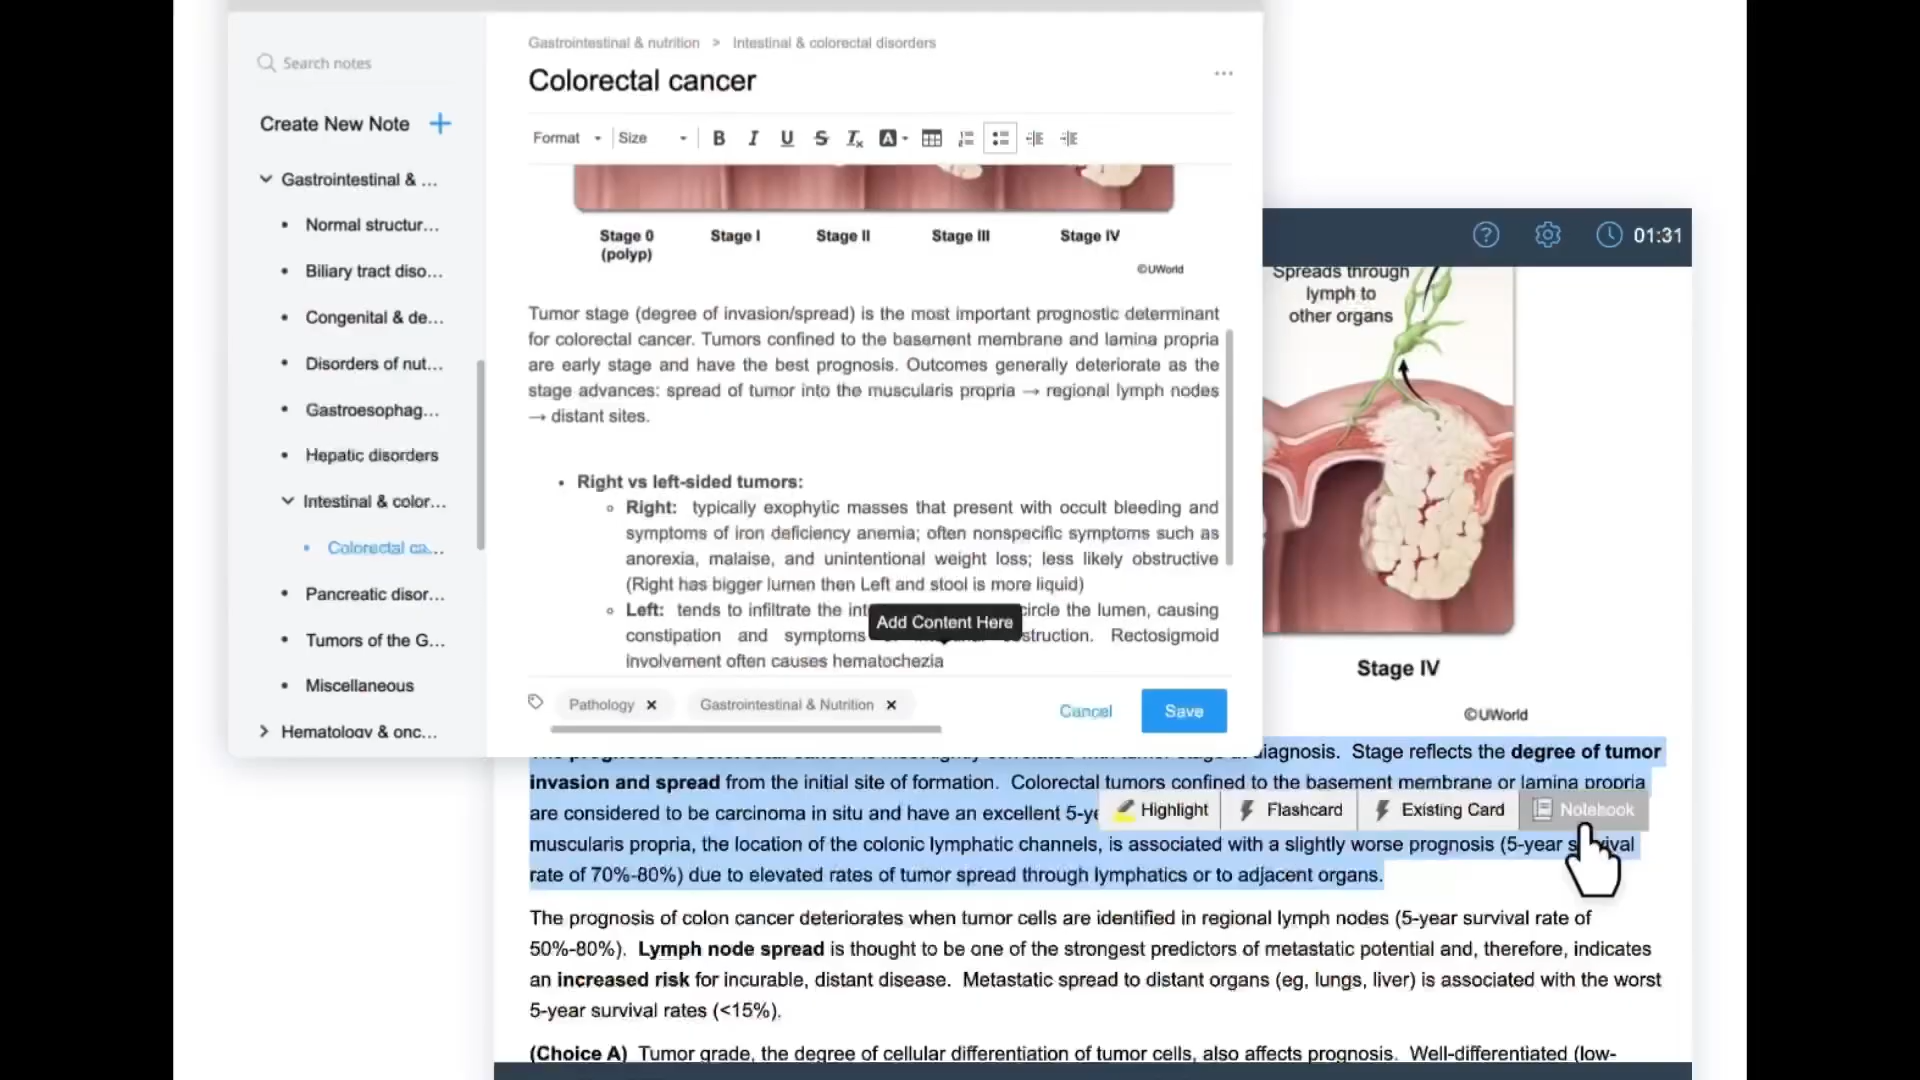 Search notes
Create New Note
Gastrointestinal & ...
Normal structur...
Biliary tract diso...
Congenital & de...
Disorders of nut...
Gastroesophag...
Hepatic disorders
Intestinal & color...
Colorectal ca...
Pancreatic disor...
Tumors of the G...
Miscellaneous
Hematology & onc...
Gastrointestinal & nutrition > Intestinal & colorectal disorders
Colorectal cancer
Format Size B I U S Tx A
Stage 0 (polyp) Stage I Stage II Stage III Stage IV
©UWorld
Tumor stage (degree of invasion/spread) is the most important prognostic determinant
for colorectal cancer. Tumors confined to the basement membrane and lamina propria
are early stage and have the best prognosis. Outcomes generally deteriorate as the
stage advances: spread of tumor into the muscularis propria → regional lymph nodes
→ distant sites.
• Right vs left-sided tumors:
Right: typically exophytic masses that present with occult bleeding and
symptoms of iron deficiency anemia; often nonspecific symptoms such as
anorexia, malaise, and unintentional weight loss; less likely obstructive
(Right has bigger lumen then Left and stool is more liquid)
Left: tends to infiltrate the circle the lumen, causing
constipation and symptoms Rectosigmoid
involvement often causes hematochezia
Add Content Here
Pathology × Gastrointestinal & Nutrition ×
Cancel Save
01:31
Spreads through
lymph to
other organs
Stage IV
©UWorld
diagnosis. Stage reflects the degree of tumor
invasion and spread from the initial site of formation. Colorectal tumors confined to the basement membrane or lamina propria
are considered to be carcinoma in situ and have an excellent
Highlight Flashcard Existing Card Notebook
muscularis propria, the location of the colonic lymphatic channels, is associated with a slightly worse prognosis (5-year survival
rate of 70%-80%) due to elevated rates of tumor spread through lymphatics or to adjacent organs.
The prognosis of colon cancer deteriorates when tumor cells are identified in regional lymph nodes (5-year survival rate of
50%-80%). Lymph node spread is thought to be one of the strongest predictors of metastatic potential and, therefore, indicates
an increased risk for incurable, distant disease. Metastatic spread to distant organs (eg, lungs, liver) is associated with the worst
5-year survival rates (<15%).
(Choice A) Tumor grade, the degree of cellular differentiation of tumor cells, also affects prognosis. Well-differentiated (low-